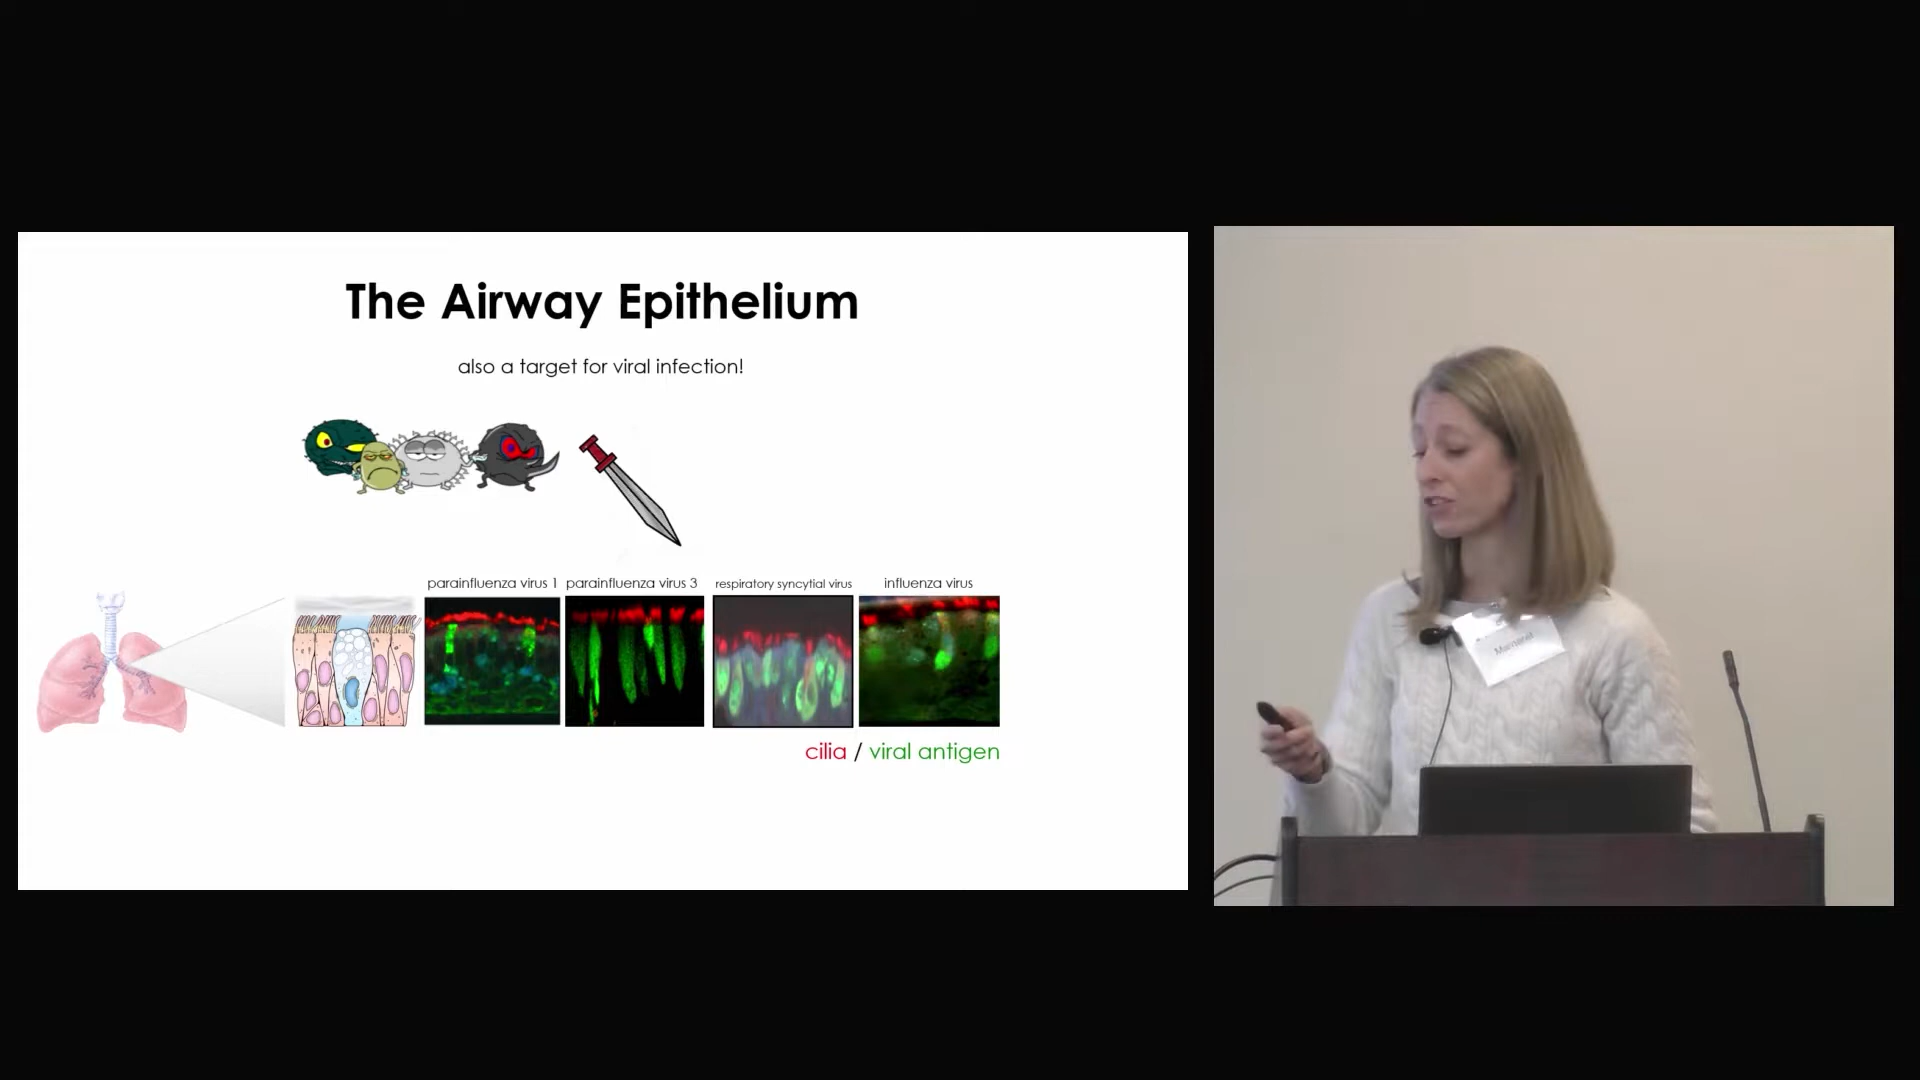 The Airway Epithelium
also a target for viral infection!
parainfluenza virus 1
parainfluenza virus 3
respiratory syncytial virus
influenza virus
cilia / viral antigen